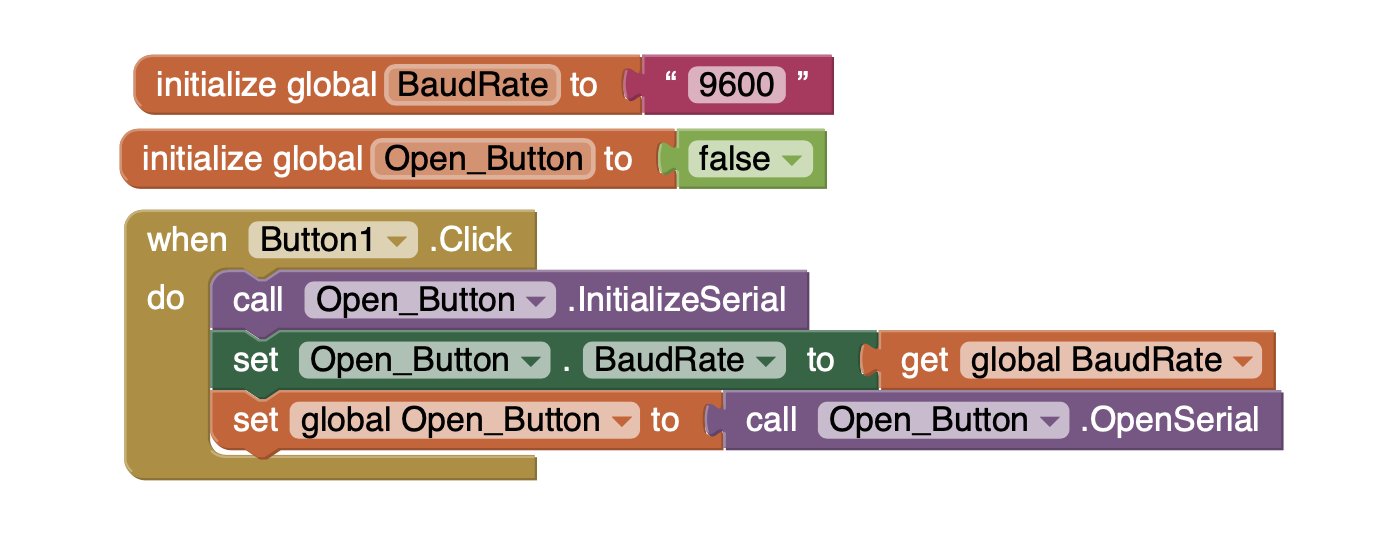 initialize global BaudRate to “ 9600 ”
initialize global Open_Button to false
when Button1 .Click
do call Open_Button .InitializeSerial
set Open_Button . BaudRate to get global BaudRate
set global Open_Button to call Open_Button .OpenSerial